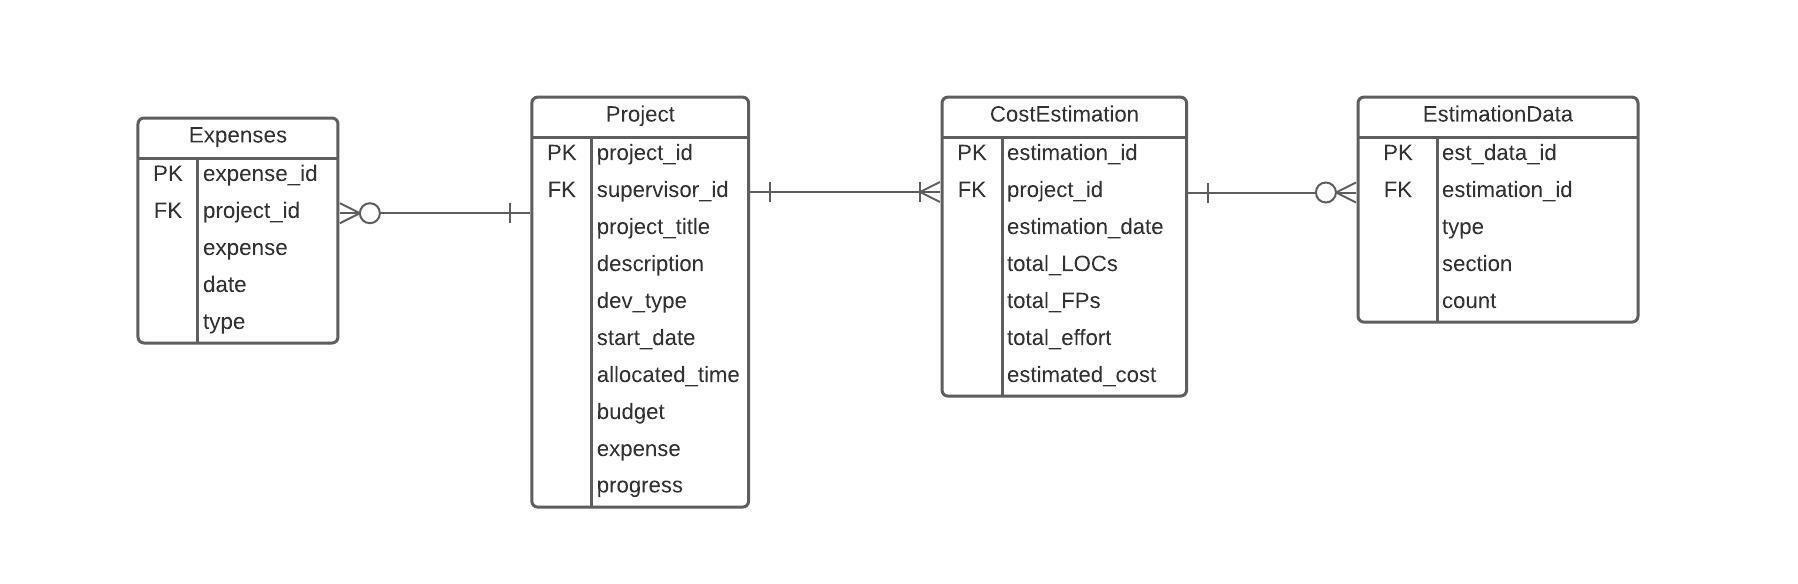 Expenses
PK expense_id
FK project_id
expense
date
type
Project
PK project_id
FK supervisor_id
project_title
description
dev_type
start_date
allocated_time
budget
expense
progress
CostEstimation
PK estimation_id
FK project_id
estimation_date
total_LOCs
total_FPs
total_effort
estimated_cost
EstimationData
PK est_data_id
FK estimation_id
type
section
count